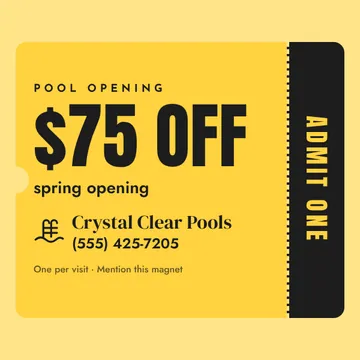 POOL OPENING
$75 OFF
spring opening
Crystal Clear Pools
(555) 425-7205
One per visit · Mention this magnet
ADMIT ONE